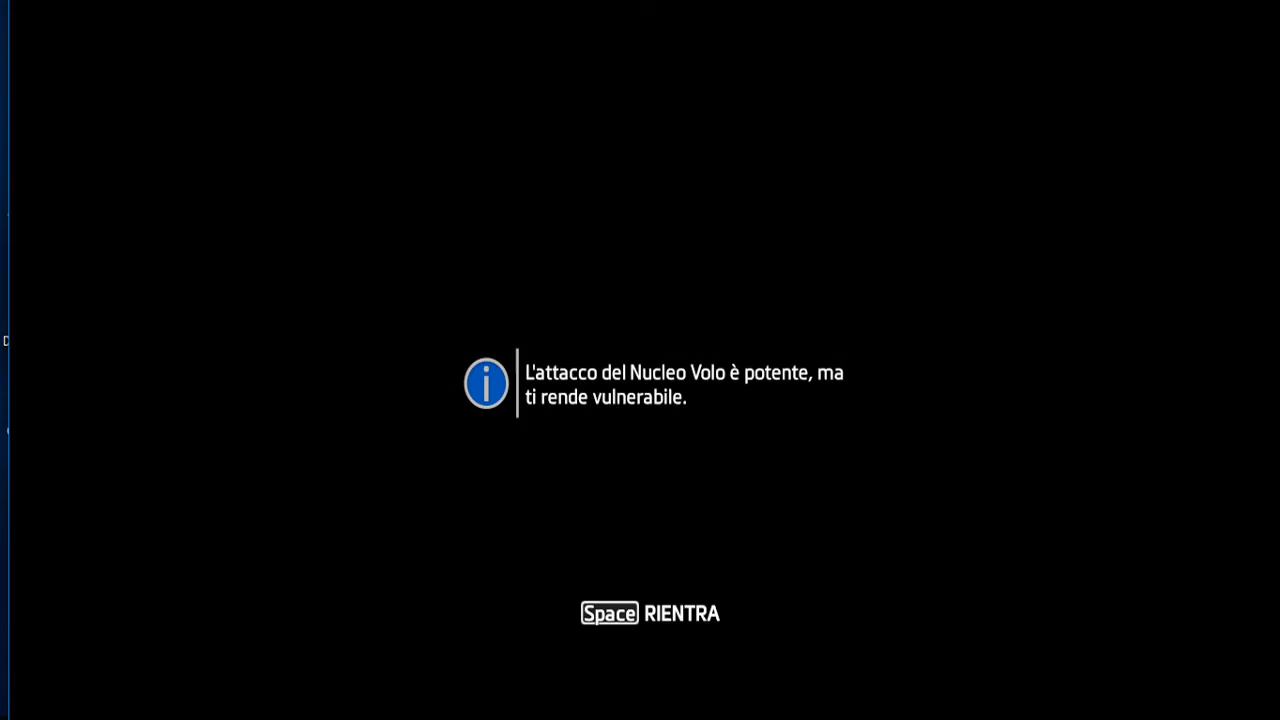 L'attacco del Nucleo Volo è potente, ma
ti rende vulnerabile.
Space RIENTRA